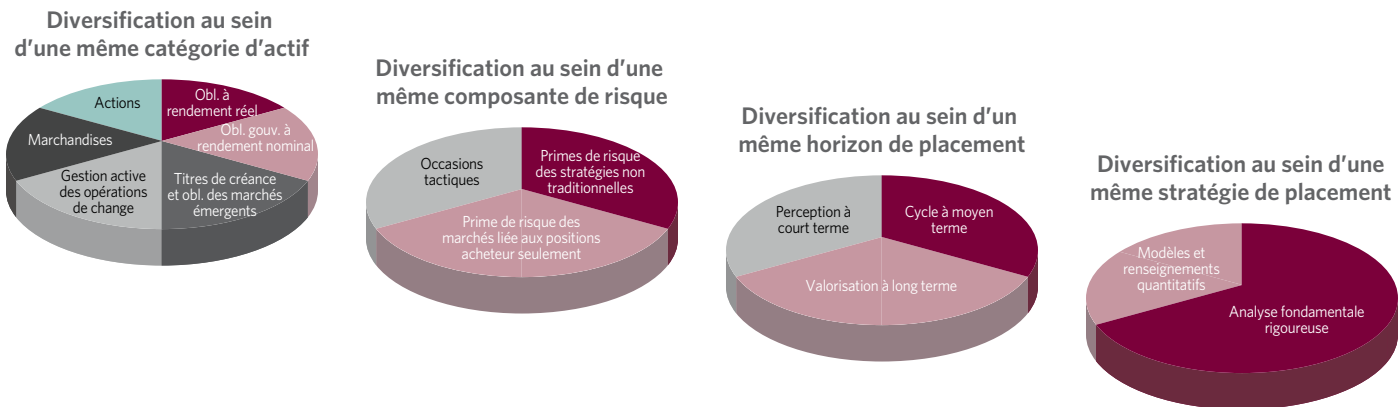 Diversification au sein
d'une même catégorie d'actif
Actions
Obl. à
rendement réel
Marchandises
Obl. gouv. à
rendement nominal
Gestion active
des opérations
de change
Titres de créance
et obl. des marchés
émergents
Diversification au sein d'une
même composante de risque
Occasions
tactiques
Primes de risque
des stratégies non
traditionnelles
Prime de risque des
marchés liée aux positions
acheteur seulement
Diversification au sein d'un
même horizon de placement
Perception à
court terme
Cycle à moyen
terme
Valorisation à long terme
Diversification au sein d'une
même stratégie de placement
Modèles et
renseignements
quantitatifs
Analyse fondamentale
rigoureuse